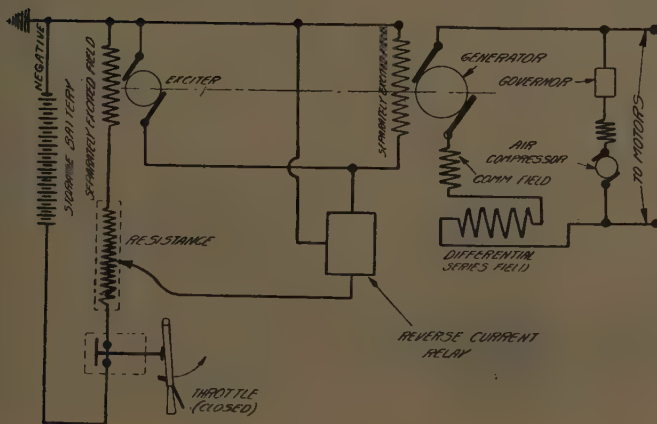 NEGATIVE
STORAGE BATTERY
SEPARATELY EXCITED FIELD
EXCITER
SEPARATELY EXCITED FIELD
GENERATOR
GOVERNOR
AIR
COMPRESSOR
TO MOTORS
COMM FIELD
DIFFERENTIAL
SERIES FIELD
RESISTANCE
REVERSE CURRENT
RELAY
THROTTLE
(CLOSED)